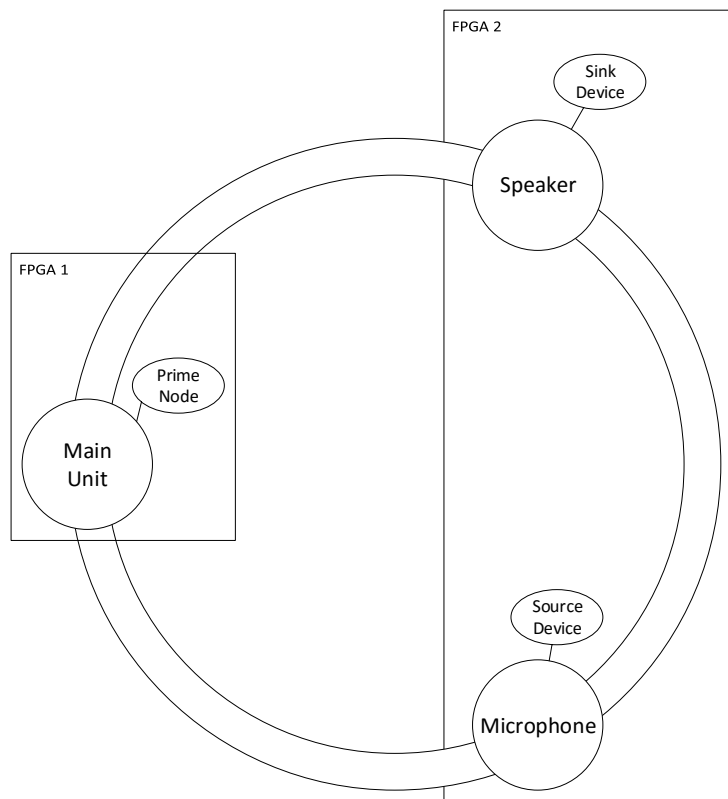 FPGA 2
Sink
Device
Speaker
FPGA 1
Prime
Node
Main
Unit
Source
Device
Microphone